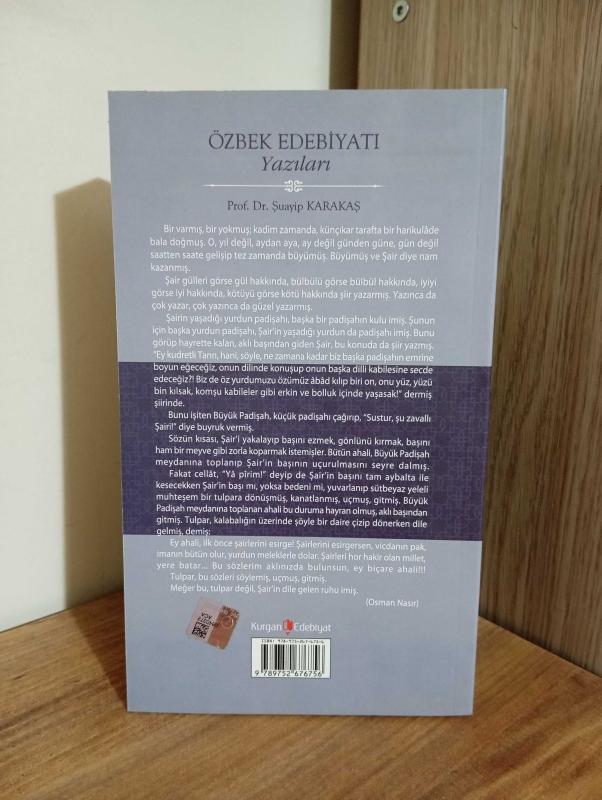 ÖZBEK EDEBİYATI
Yazıları
Prof. Dr. Şuayip KARAKAŞ
Bir varmış, bir yokmuş; kadim zamanda, künçıkar tarafta bir harikulâde
bala doğmuş. O, yıl değil, aydan aya, ay değil günden güne, gün değil
saatten saate gelişip tez zamanda büyümüş. Büyümüş ve Şair diye nam
kazanmış.
Şair gülleri görse gül hakkında, bülbülü görse bülbül hakkında, iyiyi
görse iyi hakkında, kötüyü görse kötü hakkında şiir yazarmış. Yazınca da
çok yazar, çok yazınca da güzel yazarmış.
Şairin yaşadığı yurdun padişahı, başka bir padişahın kulu imiş. Şunun
için başka yurdun padişahı, Şair'in yaşadığı yurdun da padişahı imiş. Bunu
görüp hayrette kalan, aklı başından giden Şair, bu konuda da şiir yazmış.
"Ey kudretli Tanrı, hani, söyle, ne zamana kadar biz başka padişahın emrine
boyun eğeceğiz, onun dilinde konuşup onun başka dilli kabilesine secde
edeceğiz?! Biz de öz yurdumuzu özümüz âbâd kılıp biri on, onu yüz, yüzü
bin kılsak, komşu kabileler gibi erkin ve bolluk içinde yaşasak!" dermiş
şiirinde.
Bunu işiten Büyük Padişah, küçük padişahı çağırıp, "Sustur, şu zavallı
Şairi!" diye buyruk vermiş.
Sözün kısası, Şair'i yakalayıp başını ezmek, gönlünü kırmak, başını
ham bir meyve gibi zorla koparmak istemişler. Bütün ahali, Büyük Padişah
meydanına toplanıp Şair'in başının uçurulmasını seyre dalmış.
Fakat cellât, "Yâ pîrim!" deyip de Şair'in başını tam aybalta ile
kesecekken Şair'in başı mı, yoksa bedeni mi, yuvarlanıp sütbeyaz yeleli
muhteşem bir tulpara dönüşmüş, kanatlanmış, uçmuş, gitmiş. Büyük
Padişah meydanına toplanan ahali bu duruma hayran olmuş, aklı başından
gitmiş. Tulpar, kalabalığın üzerinde şöyle bir daire çizip dönerken dile
gelmiş, demiş:
Ey ahali, ilk önce şairlerini esirge! Şairlerini esirgersen, vicdanın pak,
imanın bütün olur, yurdun meleklerle dolar. Şairleri hor hakir olan millet,
yere batar... Bu sözlerim aklınızda bulunsun, ey biçare ahali!!!
Tulpar, bu sözleri söylemiş, uçmuş, gitmiş.
Meğer bu, tulpar değil, Şair'in dile gelen ruhu imiş.
(Osman Nasır)
Kurgan Edebiyat
ISBN: 978-975-267-675-6
9 789752 676756